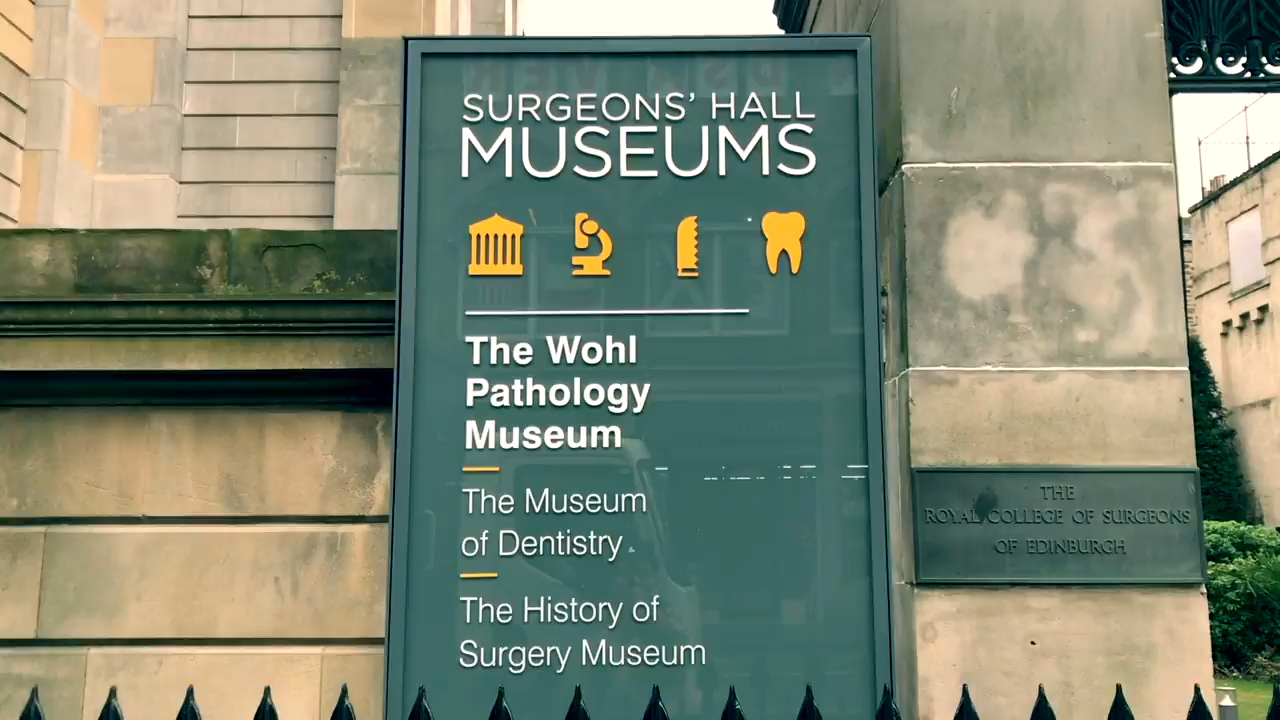 SURGEONS' HALL
MUSEUMS
The Wohl
Pathology
Museum
The Museum
of Dentistry
The History of
Surgery Museum
THE
ROYAL COLLEGE OF SURGEONS
OF EDINBURGH